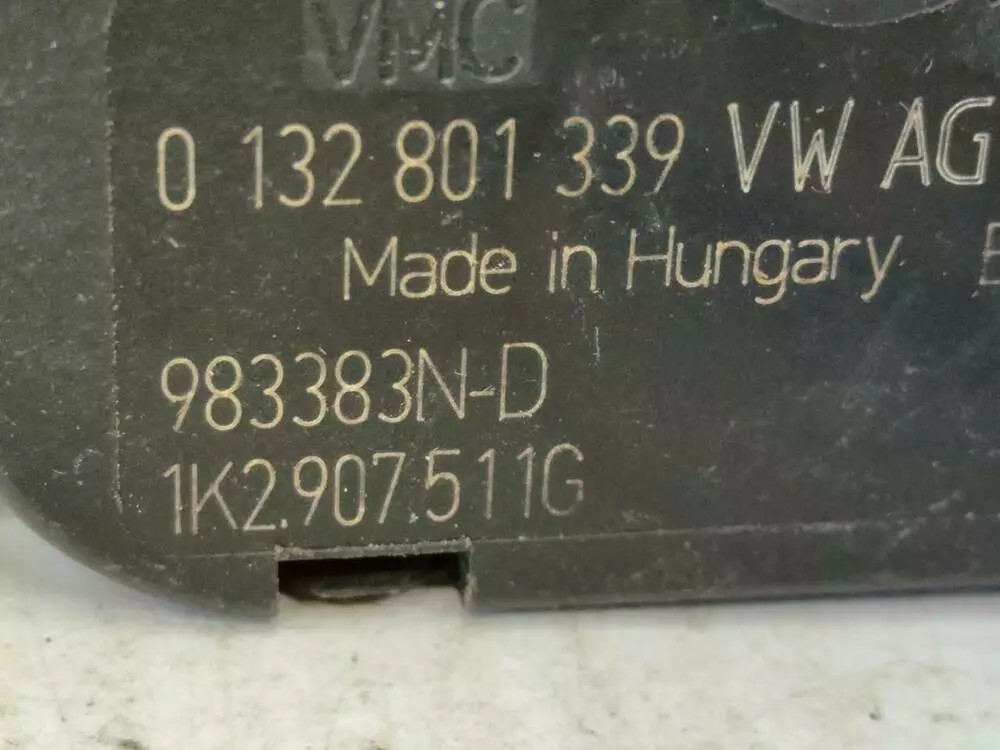 VMC
0 132 801 339 VW AG
Made in Hungary
983383N-D
1K2.907.511G